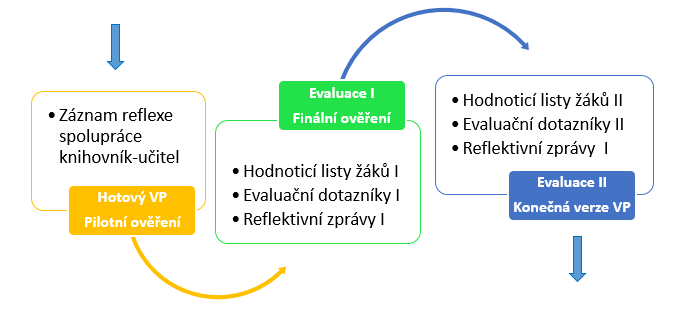 • Záznam reflexe
spolupráce
knihovník-učitel
Hotový VP
Pilotní ověření
Evaluace I
Finální ověření
• Hodnoticí listy žáků I
• Evaluační dotazníky I
• Reflektivní zprávy I
• Hodnoticí listy žáků II
• Evaluační dotazníky II
• Reflektivní zprávy I
Evaluace II
Konečná verze VP